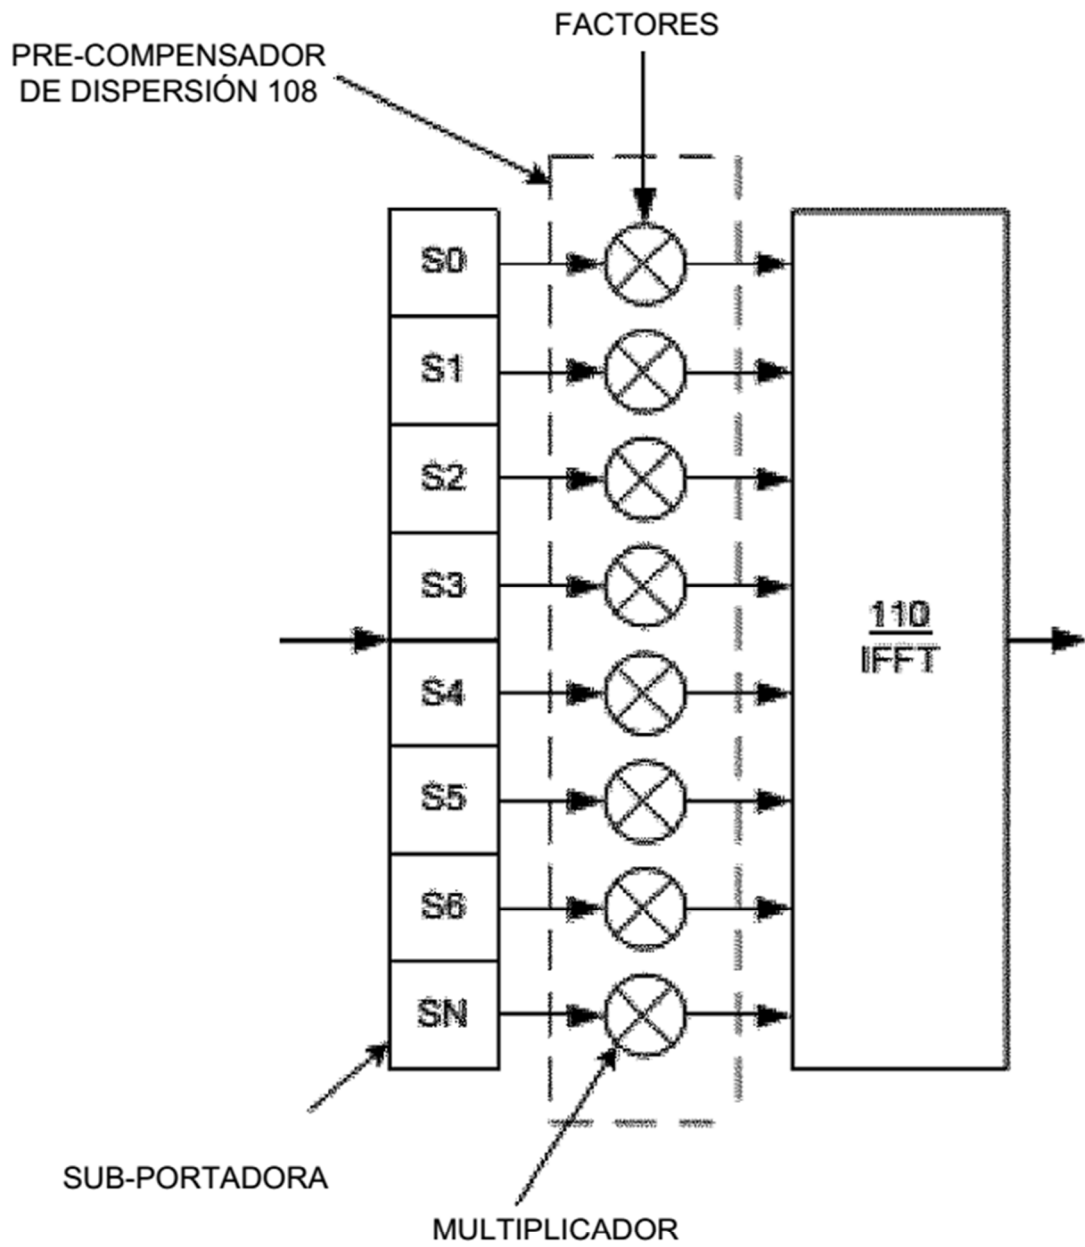 FACTORES
PRE-COMPENSADOR
DE DISPERSIÓN 108
S0
S1
S2
S3
S4
S5
S6
SN
110
IFFT
SUB-PORTADORA
MULTIPLICADOR